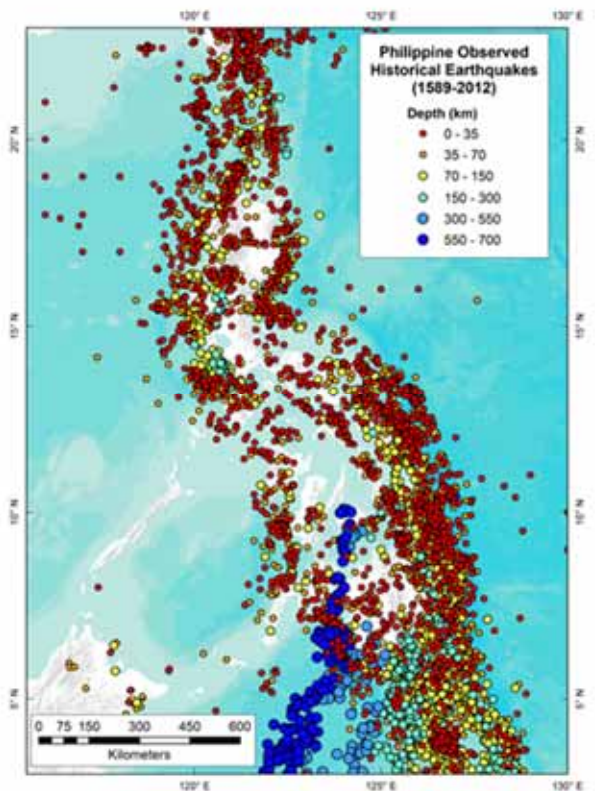 120° E
125° E
130° E
Philippine Observed
Historical Earthquakes
(1589-2012)
Depth (km)
0 - 35
35 - 70
70 - 150
150 - 300
300 - 550
550 - 700
20° N
15° N
15° N
10° N
10° N
5° N
5° N
0 75 150 300 450 600
Kilometers
120° E
125° E
130° E